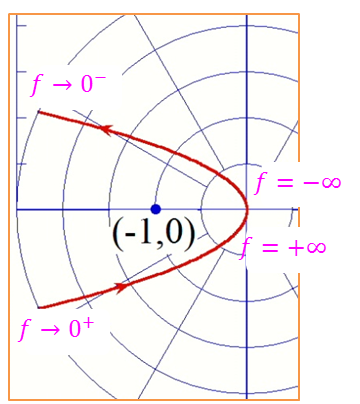 f → 0⁻
f = −∞
(-1,0)
f = +∞
f → 0⁺